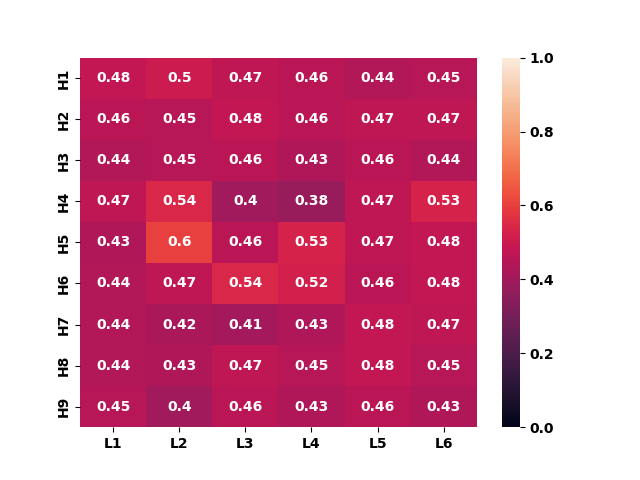 H1 0.48 0.5 0.47 0.46 0.44 0.45
H2 0.46 0.45 0.48 0.46 0.47 0.47
H3 0.44 0.45 0.46 0.43 0.46 0.44
H4 0.47 0.54 0.4 0.38 0.47 0.53
H5 0.43 0.6 0.46 0.53 0.47 0.48
H6 0.44 0.47 0.54 0.52 0.46 0.48
H7 0.44 0.42 0.41 0.43 0.48 0.47
H8 0.44 0.43 0.47 0.45 0.48 0.45
H9 0.45 0.4 0.46 0.43 0.46 0.43
L1 L2 L3 L4 L5 L6
1.0
0.8
0.6
0.4
0.2
0.0